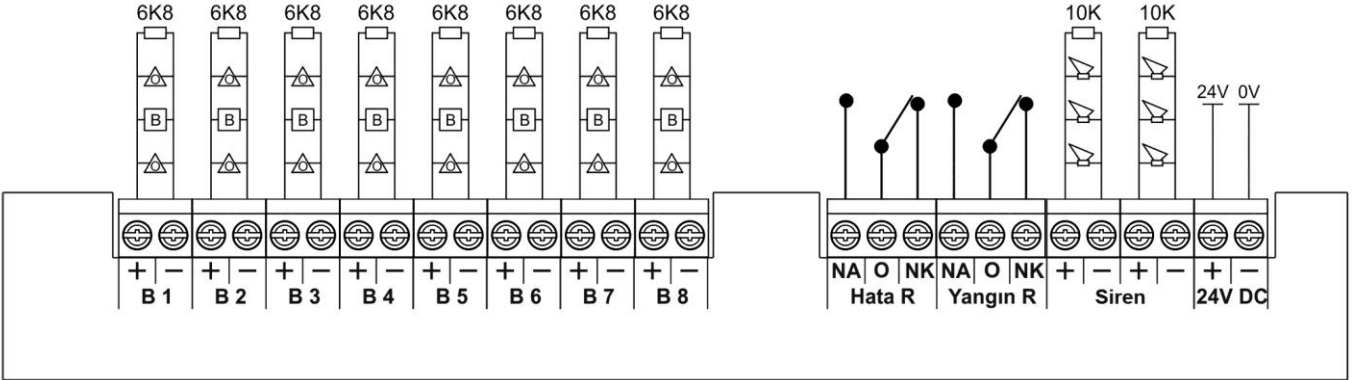 6K8 6K8 6K8 6K8 6K8 6K8 6K8 6K8 10K 10K
24V 0V
B B B B B B B B
+ − + − + − + − + − + − + − + − NA O NK NA O NK + − + − + −
B 1 B 2 B 3 B 4 B 5 B 6 B 7 B 8 Hata R Yangın R Siren 24V DC